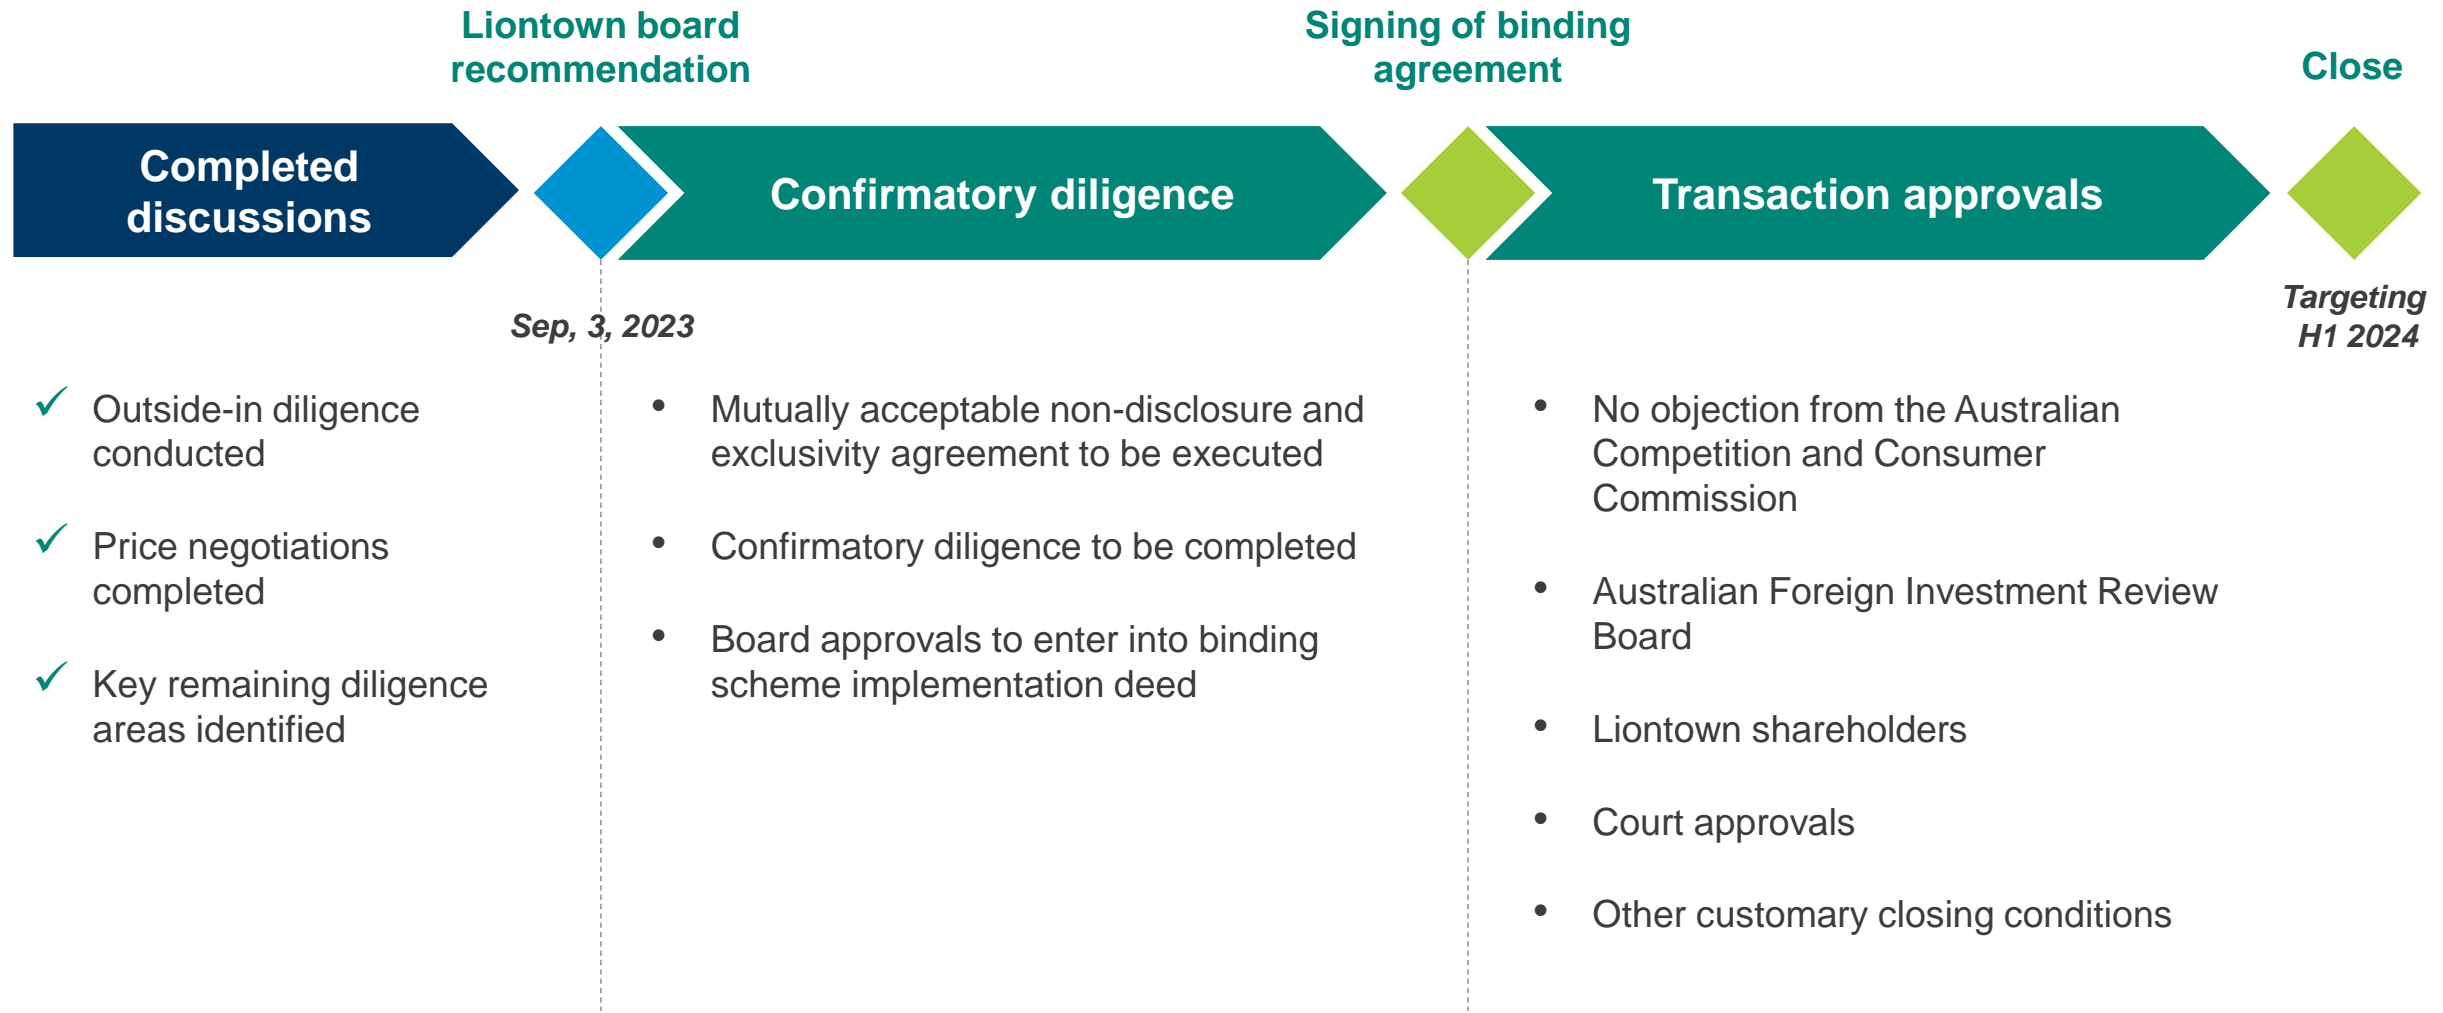 Liontown board
recommendation
Signing of binding
agreement
Close
Completed
discussions
Confirmatory diligence
Transaction approvals
Sep, 3, 2023
Targeting
H1 2024
✓ Outside-in diligence
conducted
✓ Price negotiations
completed
✓ Key remaining diligence
areas identified
• Mutually acceptable non-disclosure and
exclusivity agreement to be executed
• Confirmatory diligence to be completed
• Board approvals to enter into binding
scheme implementation deed
• No objection from the Australian
Competition and Consumer
Commission
• Australian Foreign Investment Review
Board
• Liontown shareholders
• Court approvals
• Other customary closing conditions